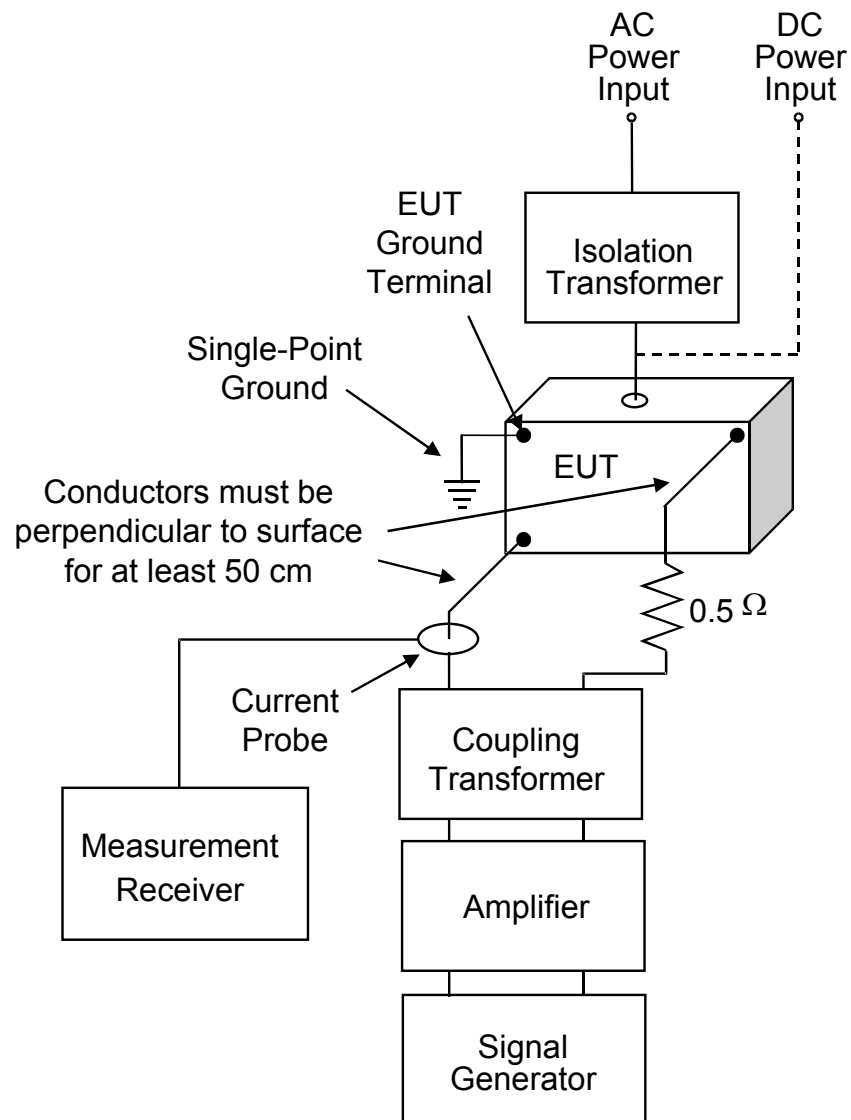 AC
Power
Input
DC
Power
Input
EUT
Ground
Terminal
Isolation
Transformer
Single-Point
Ground
EUT
Conductors must be
perpendicular to surface
for at least 50 cm
0.5 Ω
Current
Probe
Coupling
Transformer
Measurement
Receiver
Amplifier
Signal
Generator